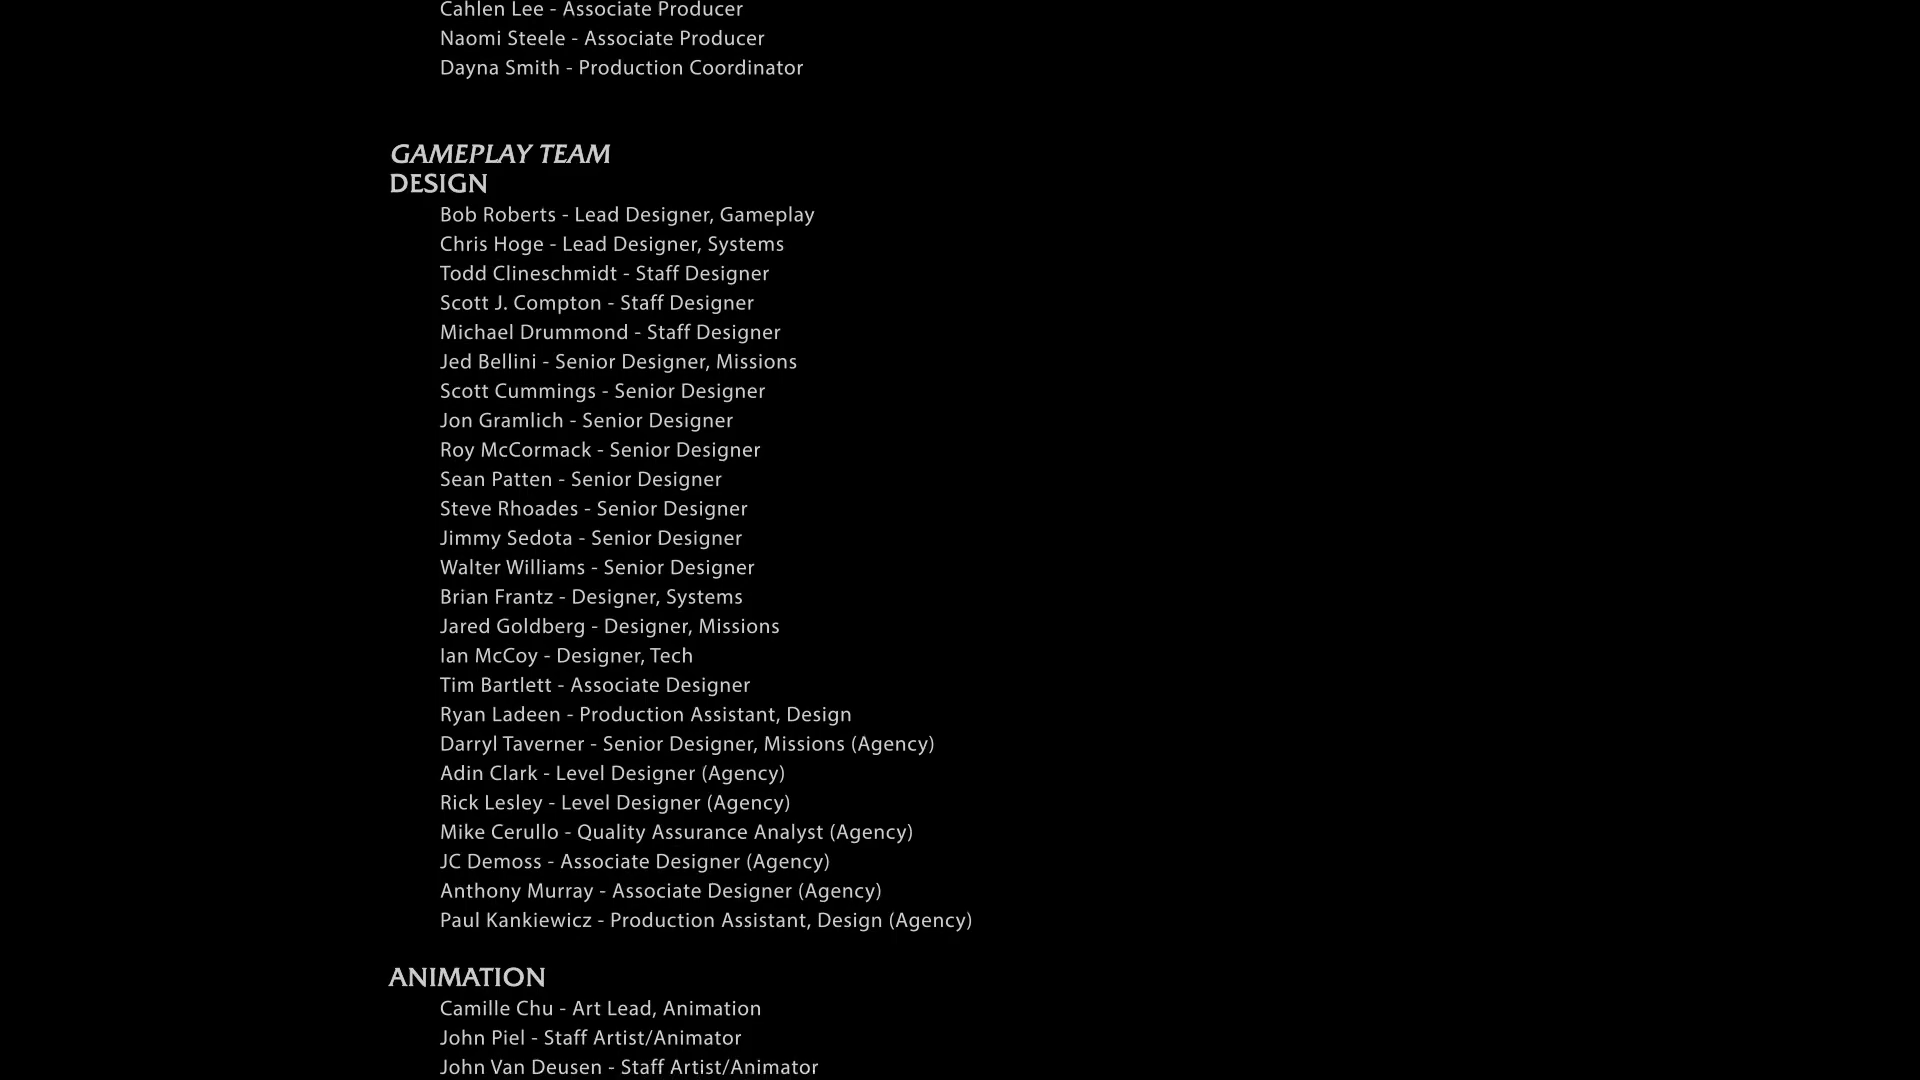 Cahlen Lee - Associate Producer
Naomi Steele - Associate Producer
Dayna Smith - Production Coordinator
GAMEPLAY TEAM
DESIGN
Bob Roberts - Lead Designer, Gameplay
Chris Hoge - Lead Designer, Systems
Todd Clineschmidt - Staff Designer
Scott J. Compton - Staff Designer
Michael Drummond - Staff Designer
Jed Bellini - Senior Designer, Missions
Scott Cummings - Senior Designer
Jon Gramlich - Senior Designer
Roy McCormack - Senior Designer
Sean Patten - Senior Designer
Steve Rhoades - Senior Designer
Jimmy Sedota - Senior Designer
Walter Williams - Senior Designer
Brian Frantz - Designer, Systems
Jared Goldberg - Designer, Missions
Ian McCoy - Designer, Tech
Tim Bartlett - Associate Designer
Ryan Ladeen - Production Assistant, Design
Darryl Taverner - Senior Designer, Missions (Agency)
Adin Clark - Level Designer (Agency)
Rick Lesley - Level Designer (Agency)
Mike Cerullo - Quality Assurance Analyst (Agency)
JC Demoss - Associate Designer (Agency)
Anthony Murray - Associate Designer (Agency)
Paul Kankiewicz - Production Assistant, Design (Agency)
ANIMATION
Camille Chu - Art Lead, Animation
John Piel - Staff Artist/Animator
John Van Deusen - Staff Artist/Animator